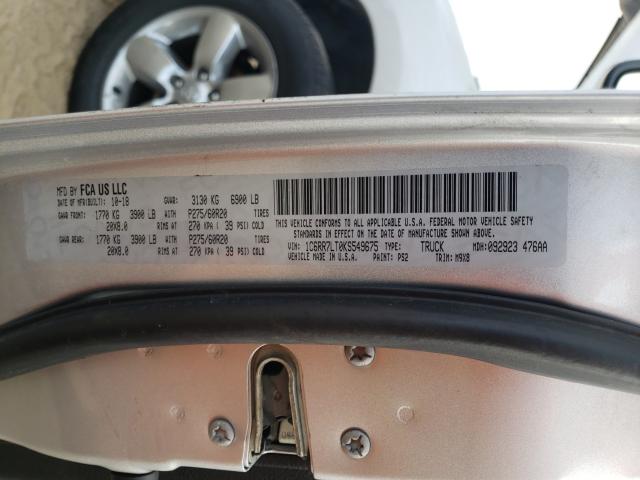 MFD BY FCA US LLC
DATE OF MFR(BUILT): 10-18 GVWR: 3130 KG 6900 LB
GAWR FRONT: 1770 KG 3900 LB P275/60R20 TIRES
20X8.0 RIMS AT 270 KPA ( 39 PSI) COLD
GAWR REAR: 1770 KG 3900 LB P275/60R20 TIRES
20X8.0 RIMS AT 270 KPA ( 39 PSI) COLD
THIS VEHICLE CONFORMS TO ALL APPLICABLE U.S.A. FEDERAL MOTOR VEHICLE SAFETY
STANDARDS IN EFFECT ON THE DATE OF MANUFACTURE SHOWN ABOVE.
VIN: 1C6RR7LT0KS549675 TYPE: TRUCK MDH: 092923 476AA
VEHICLE MADE IN U.S.A. PAINT: PS2 TRIM: M9X8